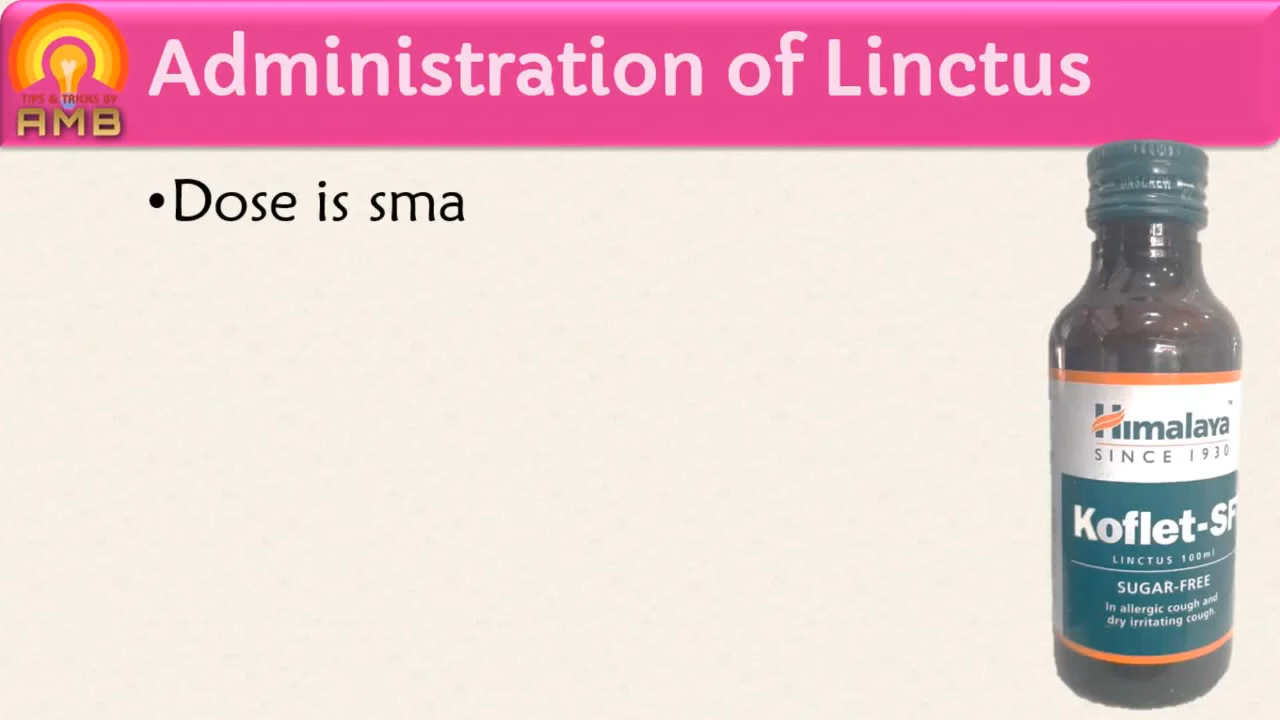 Administration of Linctus
TIPS & TRICKS BY
AMB
•Dose is sma
UNSCREW
Himalaya
SINCE 1930
Koflet-SF
LINCTUS 100ml
SUGAR-FREE
In allergic cough and
dry irritating cough.